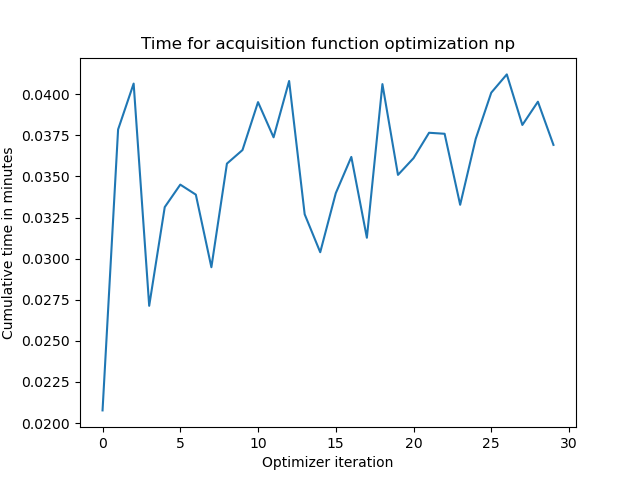 Time for acquisition function optimization np
Cumulative time in minutes
0.0400
0.0375
0.0350
0.0325
0.0300
0.0275
0.0250
0.0225
0.0200
0 5 10 15 20 25 30
Optimizer iteration